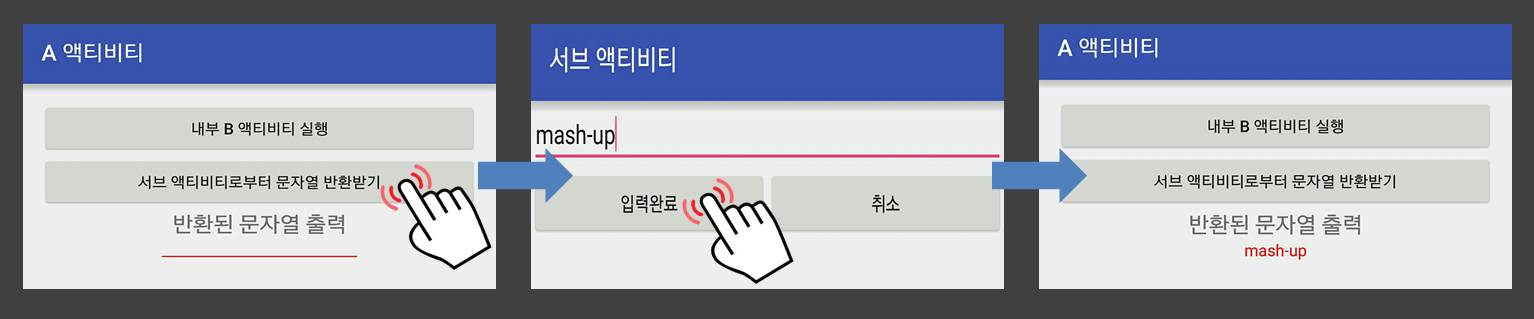 A 액티비티
내부 B 액티비티 실행
서브 액티비티로부터 문자열 반환받기
반환된 문자열 출력
서브 액티비티
mash-up
입력완료
취소
A 액티비티
내부 B 액티비티 실행
서브 액티비티로부터 문자열 반환받기
반환된 문자열 출력
mash-up